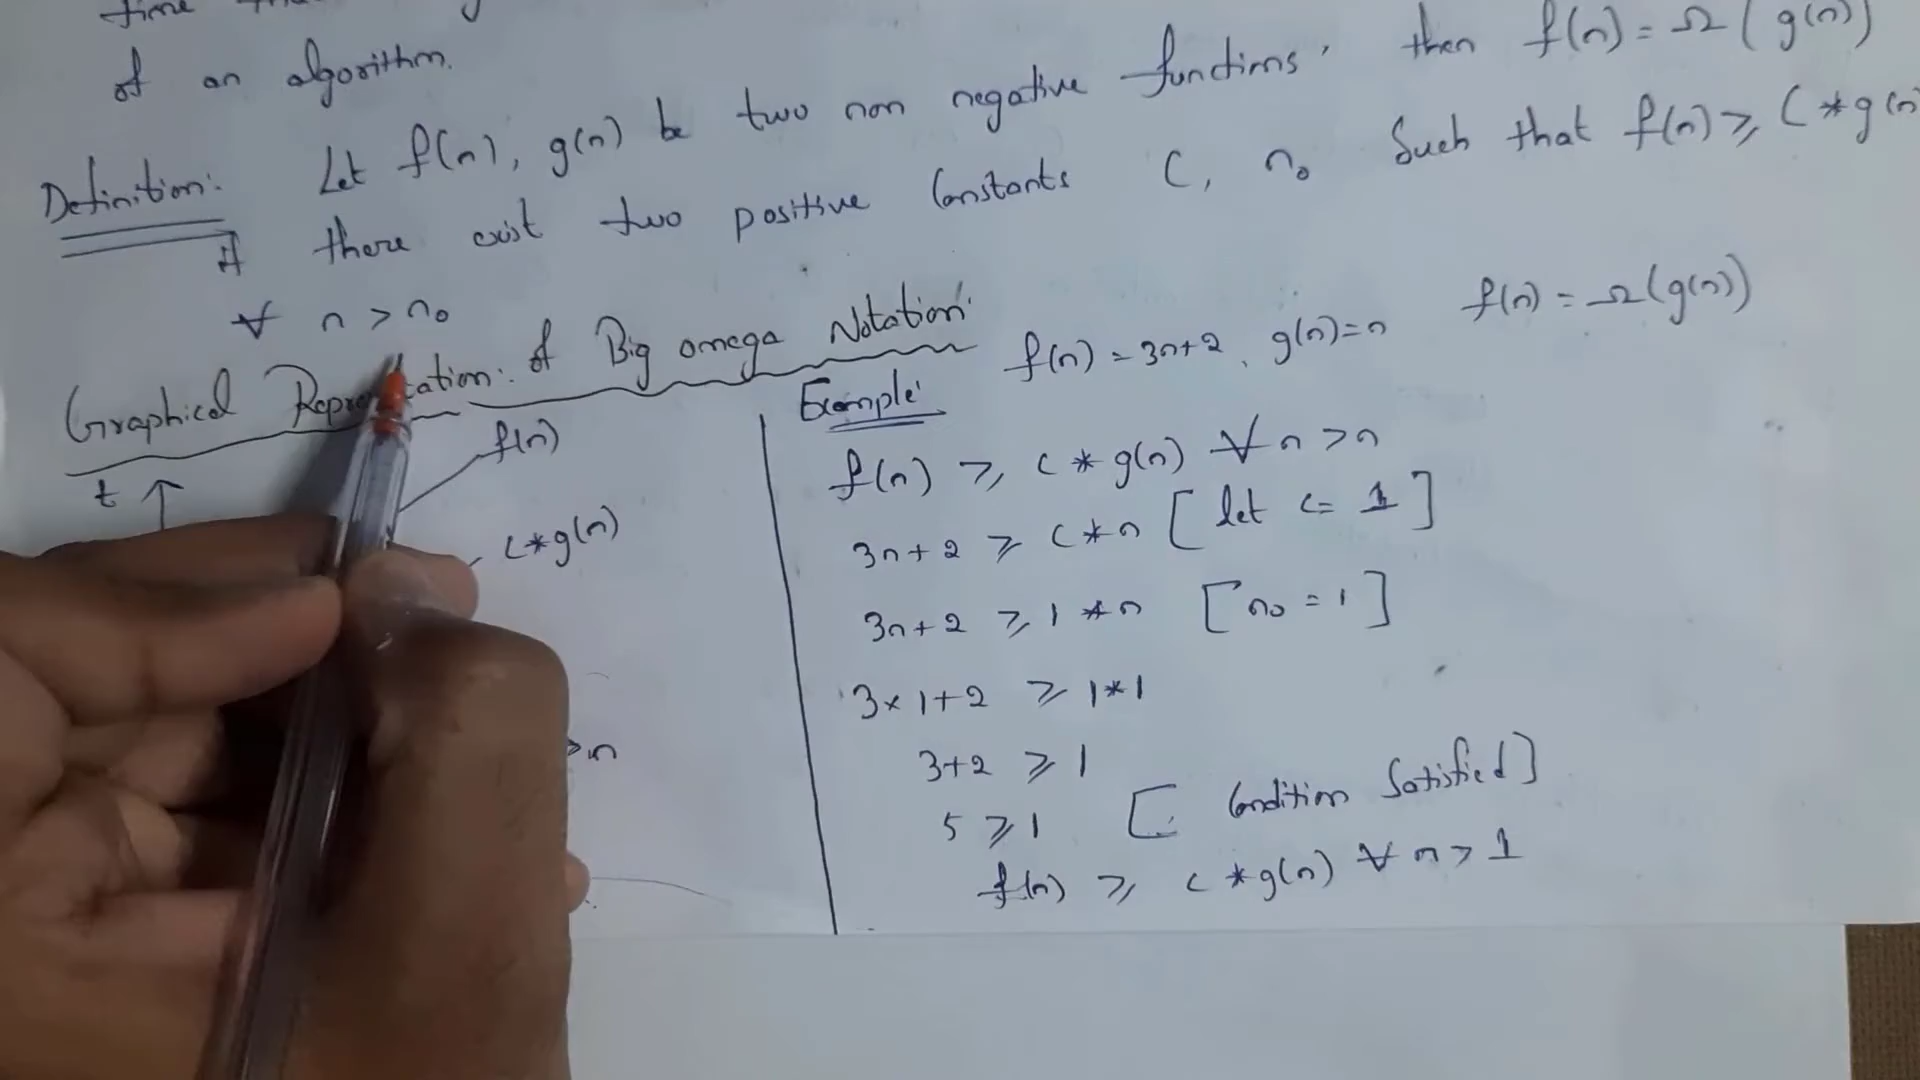 time
of an algorithm.
Definition: Let f(n), g(n) be two non negative functions, then f(n) = Ω(g(n))
if there exist two positive constants C, n₀ such that f(n) ⩾ C*g(n)
∀ n > n₀
Graphical of Big omega Notation:
t
f(n)
c*g(n)
n
Example: f(n) = 3n+2, g(n)=n f(n) = Ω(g(n))
f(n) ⩾ c * g(n) ∀ n > n
3n+2 ⩾ c*n [let c= 1]
3n+2 ⩾ 1*n [n₀ = 1]
3×1+2 ⩾ 1*1
3+2 ⩾ 1
5 ⩾ 1 [Condition Satisfied]
f(n) ⩾ c*g(n) ∀ n > 1